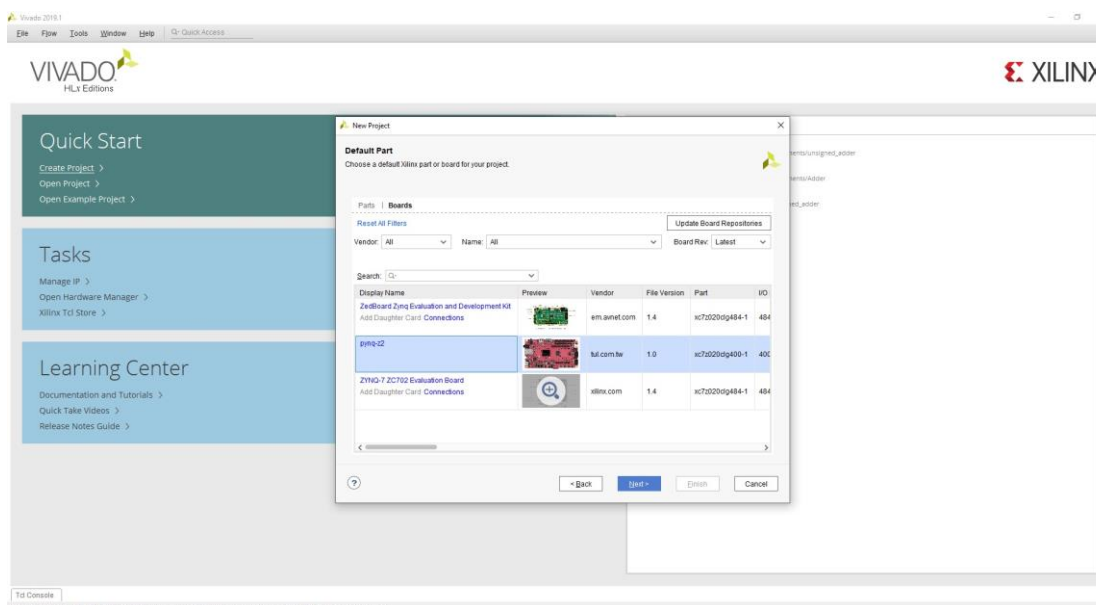 Vivado 2019.1
File Flow Tools Window Help Q- Quick Access
VIVADO
HLx Editions
XILINX
Quick Start
Create Project >
Open Project >
Open Example Project >
Tasks
Manage IP >
Open Hardware Manager >
Xilinx Tcl Store >
Learning Center
Documentation and Tutorials >
Quick Take Videos >
Release Notes Guide >
New Project
Default Part
Choose a default Xilinx part or board for your project.
Parts | Boards
Reset All Filters Update Board Repositories
Vendor: All Name: All Board Rev: Latest
Search: Q-
Display Name Preview Vendor File Version Part I/O
ZedBoard Zynq Evaluation and Development Kit
Add Daughter Card Connections em.avnet.com 1.4 xc7z020clg484-1 484
pynq-z2 tul.com.tw 1.0 xc7z020clg400-1 400
ZYNQ-7 ZC702 Evaluation Board
Add Daughter Card Connections xilinx.com 1.4 xc7z020clg484-1 484
? < Back Next > Finish Cancel
ments/unsigned_adder
ments/Adder
ed_adder
Tcl Console